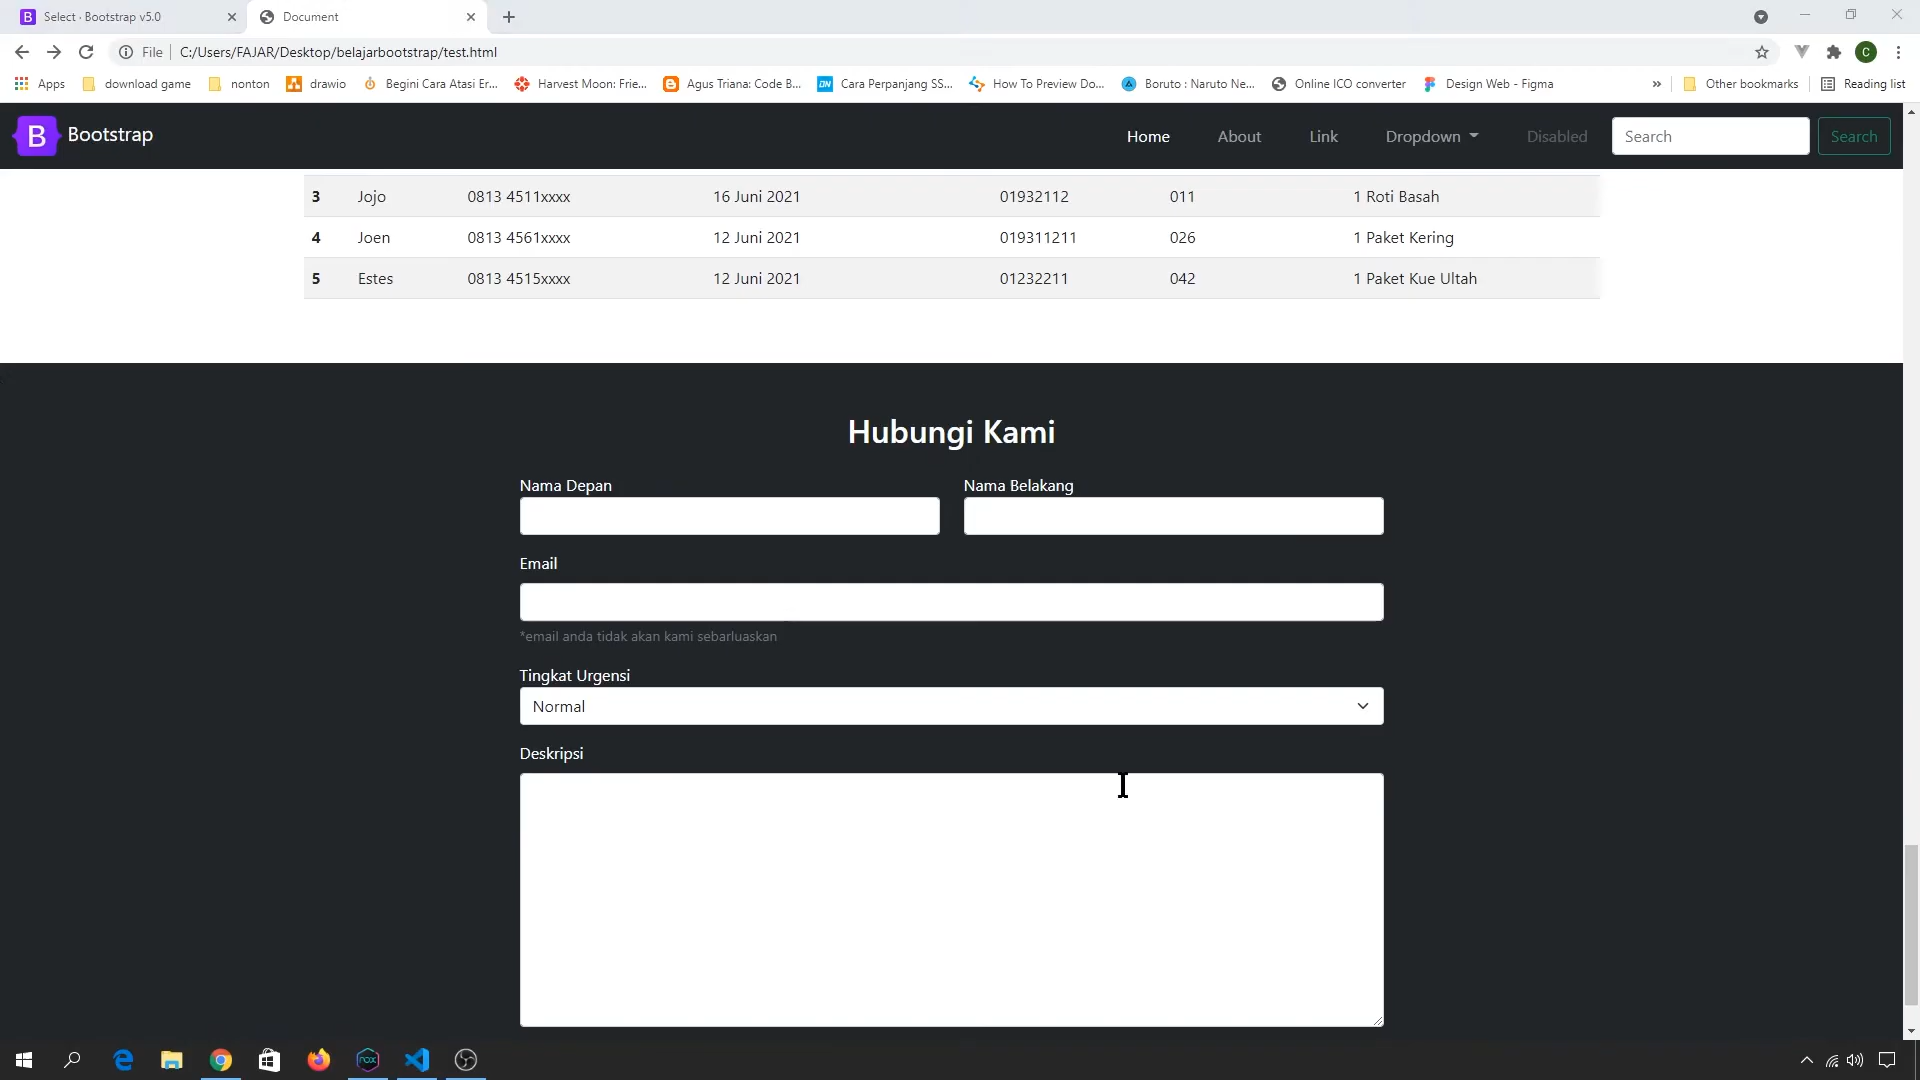 Select · Bootstrap v5.0
Document
File
C:/Users/FAJAR/Desktop/belajarbootstrap/test.html
C
Apps
download game
nonton
drawio
Begini Cara Atasi Er...
Harvest Moon: Frie...
Agus Triana: Code B...
Cara Perpanjang SS...
How To Preview Do...
Boruto : Naruto Ne...
Online ICO converter
Design Web - Figma
»
Other bookmarks
Reading list
B Bootstrap
Home
About
Link
Dropdown
Disabled
Search
Search
3 Jojo 0813 4511xxxx 16 Juni 2021 01932112 011 1 Roti Basah
4 Joen 0813 4561xxxx 12 Juni 2021 019311211 026 1 Paket Kering
5 Estes 0813 4515xxxx 12 Juni 2021 01232211 042 1 Paket Kue Ultah
Hubungi Kami
Nama Depan
Nama Belakang
Email
*email anda tidak akan kami sebarluaskan
Tingkat Urgensi
Normal
Deskripsi